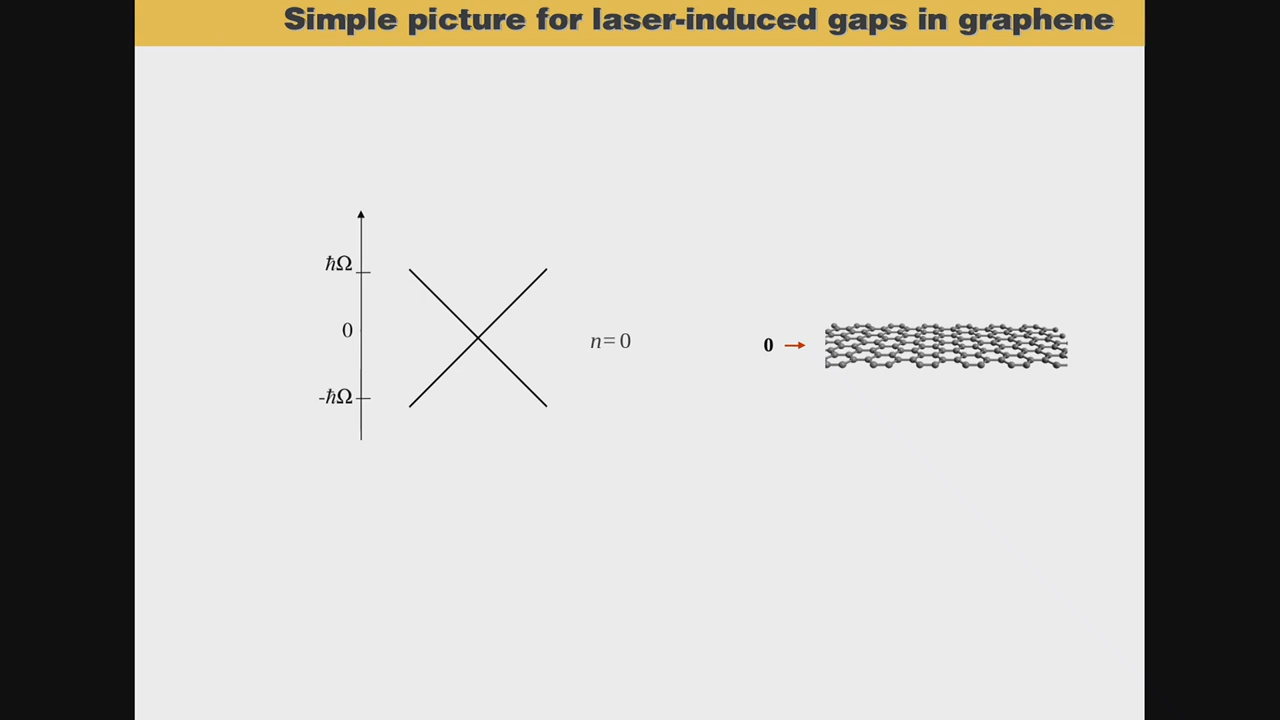 Simple picture for laser-induced gaps in graphene
ħΩ
0
n=0
0
-ħΩ